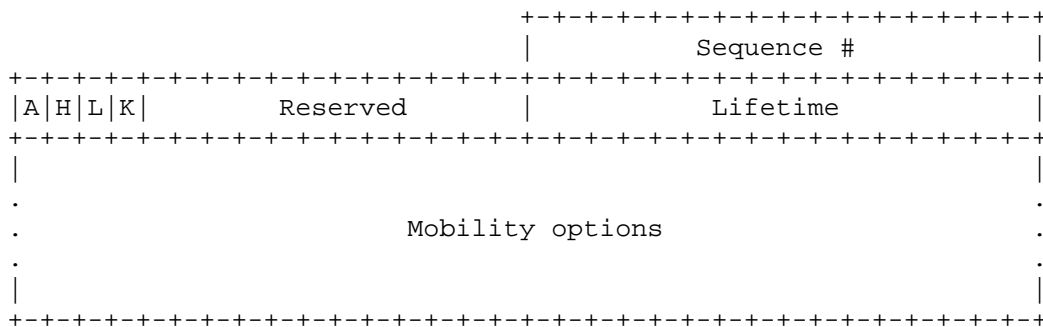 +-+-+-+-+-+-+-+-+-+-+-+-+-+-+-+-+
| Sequence # |
+-+-+-+-+-+-+-+-+-+-+-+-+-+-+-+-+-+-+-+-+-+-+-+-+-+-+-+-+-+-+-+-+
|A|H|L|K| Reserved | Lifetime |
+-+-+-+-+-+-+-+-+-+-+-+-+-+-+-+-+-+-+-+-+-+-+-+-+-+-+-+-+-+-+-+-+
| |
. .
. Mobility options .
. .
| |
+-+-+-+-+-+-+-+-+-+-+-+-+-+-+-+-+-+-+-+-+-+-+-+-+-+-+-+-+-+-+-+-+